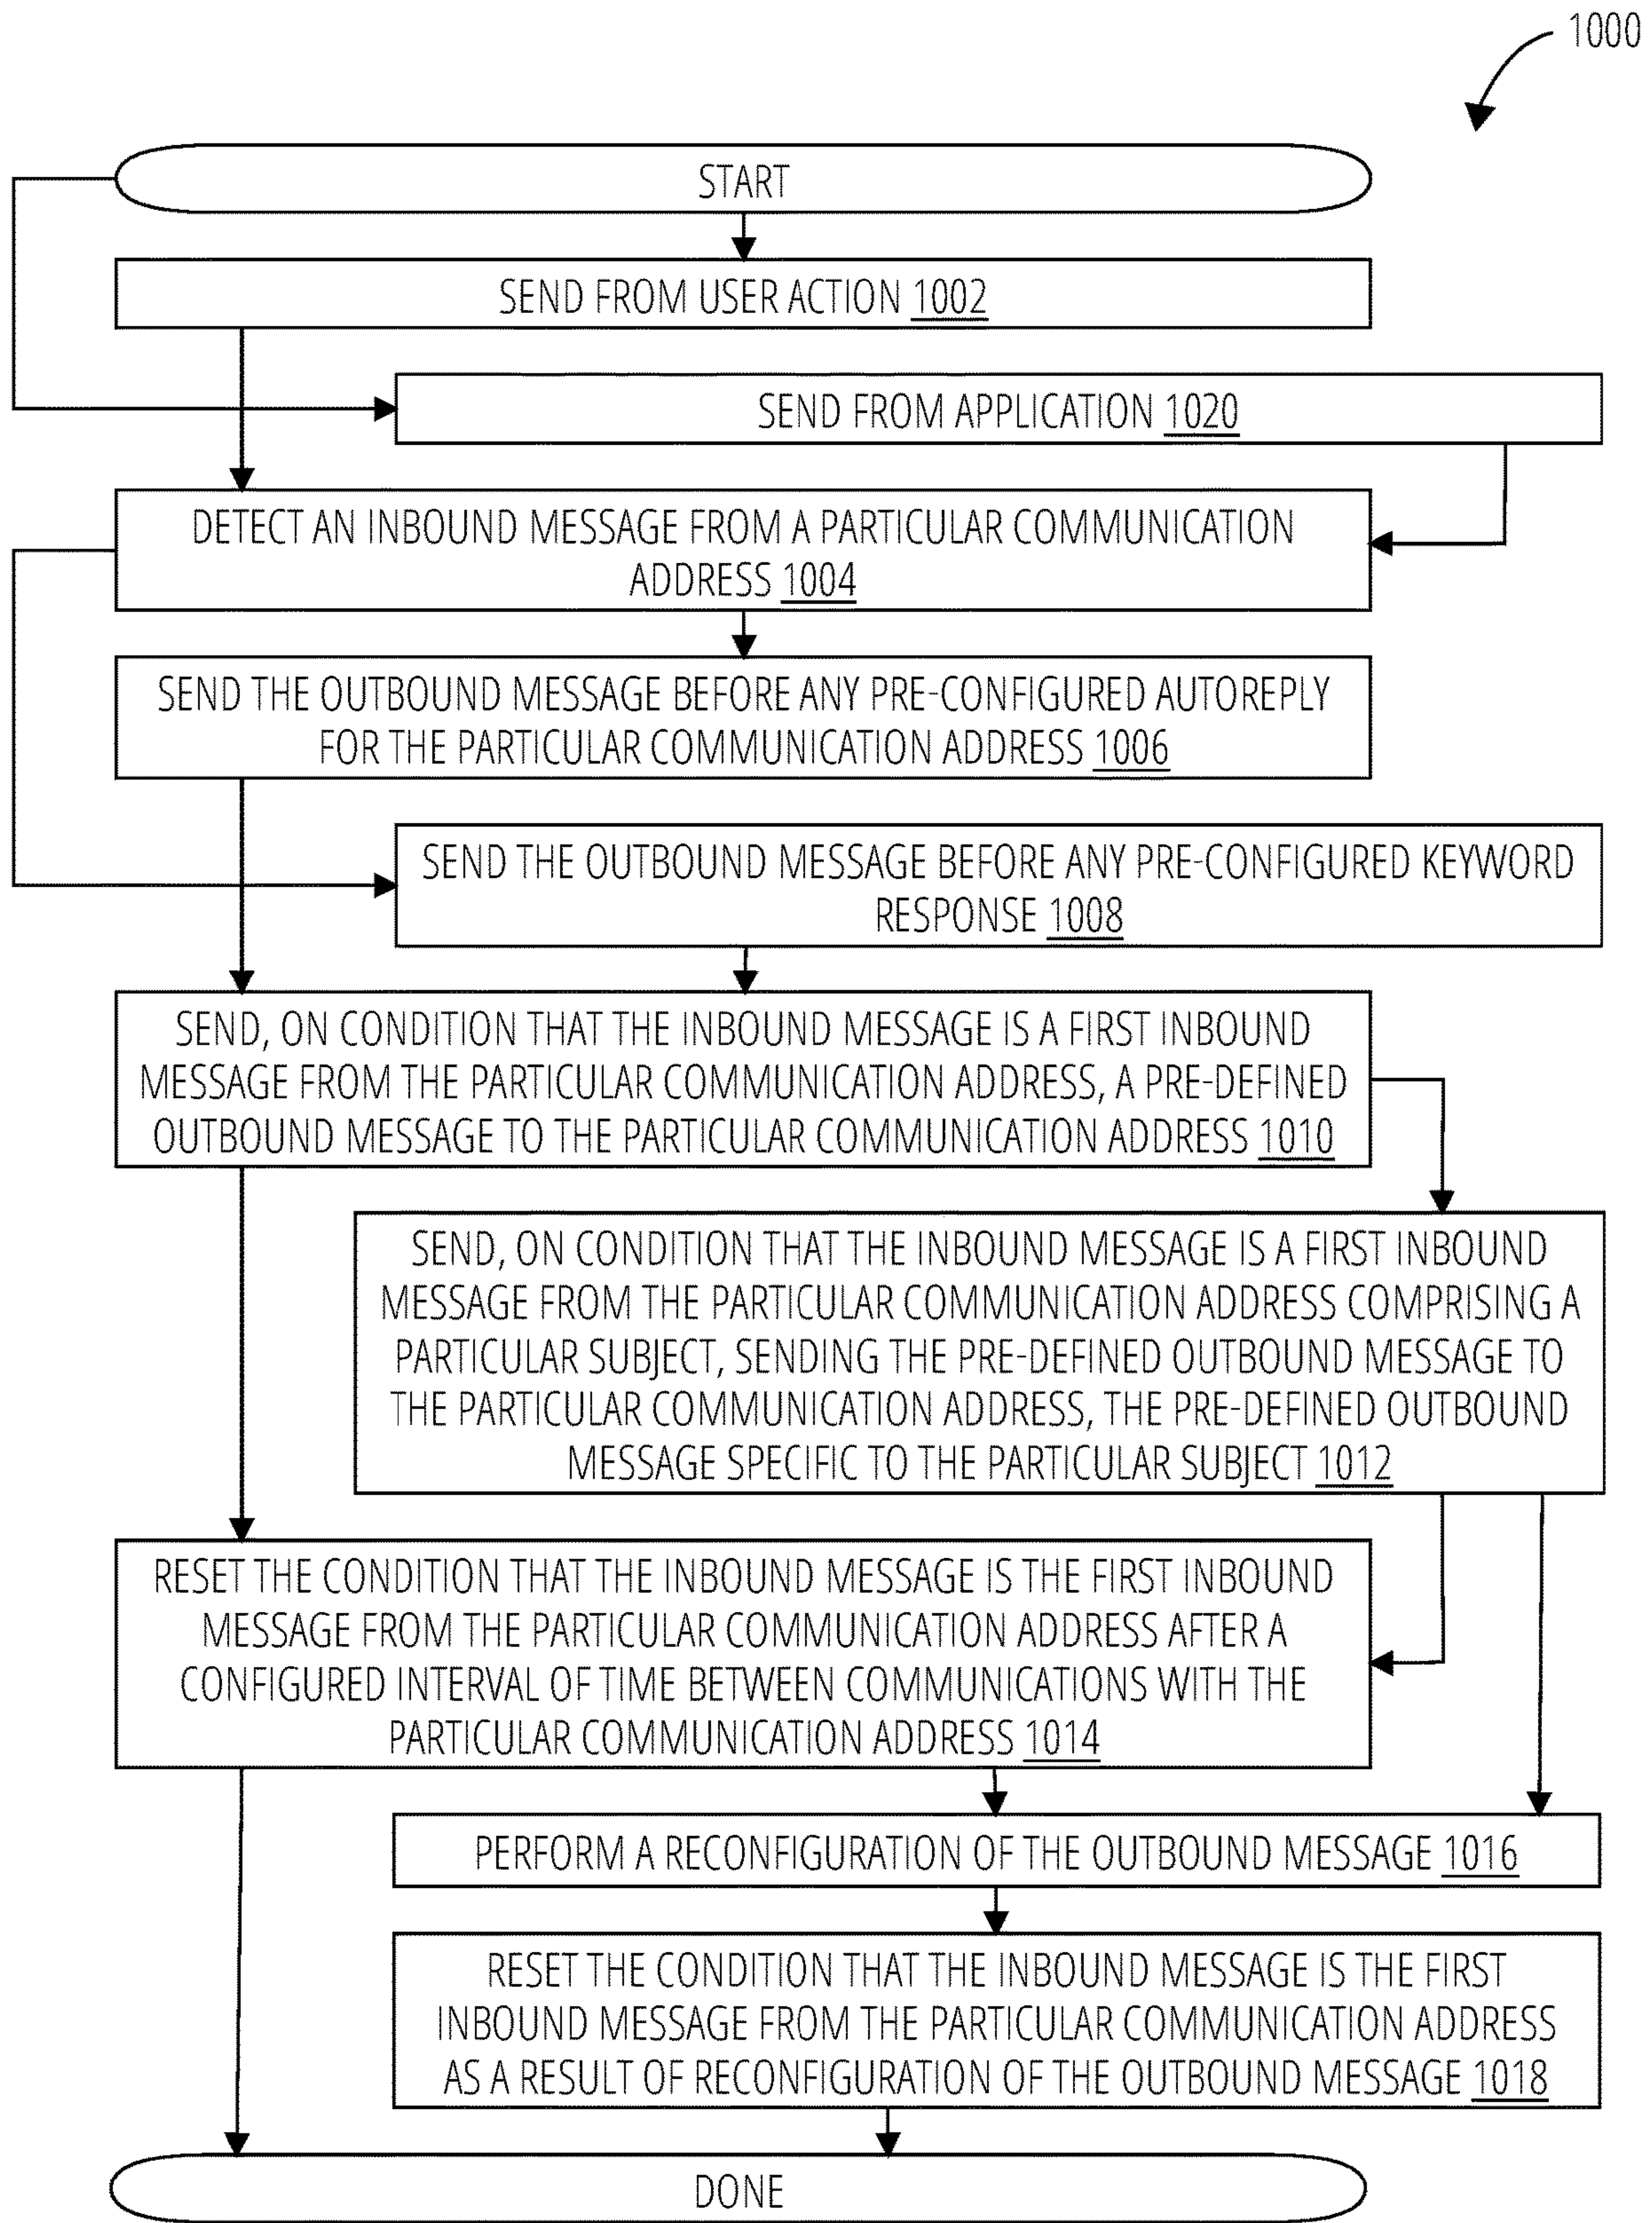 1000
START
SEND FROM USER ACTION 1002
SEND FROM APPLICATION 1020
DETECT AN INBOUND MESSAGE FROM A PARTICULAR COMMUNICATION
ADDRESS 1004
SEND THE OUTBOUND MESSAGE BEFORE ANY PRE-CONFIGURED AUTOREPLY
FOR THE PARTICULAR COMMUNICATION ADDRESS 1006
SEND THE OUTBOUND MESSAGE BEFORE ANY PRE-CONFIGURED KEYWORD
RESPONSE 1008
SEND, ON CONDITION THAT THE INBOUND MESSAGE IS A FIRST INBOUND
MESSAGE FROM THE PARTICULAR COMMUNICATION ADDRESS, A PRE-DEFINED
OUTBOUND MESSAGE TO THE PARTICULAR COMMUNICATION ADDRESS 1010
SEND, ON CONDITION THAT THE INBOUND MESSAGE IS A FIRST INBOUND
MESSAGE FROM THE PARTICULAR COMMUNICATION ADDRESS COMPRISING A
PARTICULAR SUBJECT, SENDING THE PRE-DEFINED OUTBOUND MESSAGE TO
THE PARTICULAR COMMUNICATION ADDRESS, THE PRE-DEFINED OUTBOUND
MESSAGE SPECIFIC TO THE PARTICULAR SUBJECT 1012
RESET THE CONDITION THAT THE INBOUND MESSAGE IS THE FIRST INBOUND
MESSAGE FROM THE PARTICULAR COMMUNICATION ADDRESS AFTER A
CONFIGURED INTERVAL OF TIME BETWEEN COMMUNICATIONS WITH THE
PARTICULAR COMMUNICATION ADDRESS 1014
PERFORM A RECONFIGURATION OF THE OUTBOUND MESSAGE 1016
RESET THE CONDITION THAT THE INBOUND MESSAGE IS THE FIRST
INBOUND MESSAGE FROM THE PARTICULAR COMMUNICATION ADDRESS
AS A RESULT OF RECONFIGURATION OF THE OUTBOUND MESSAGE 1018
DONE